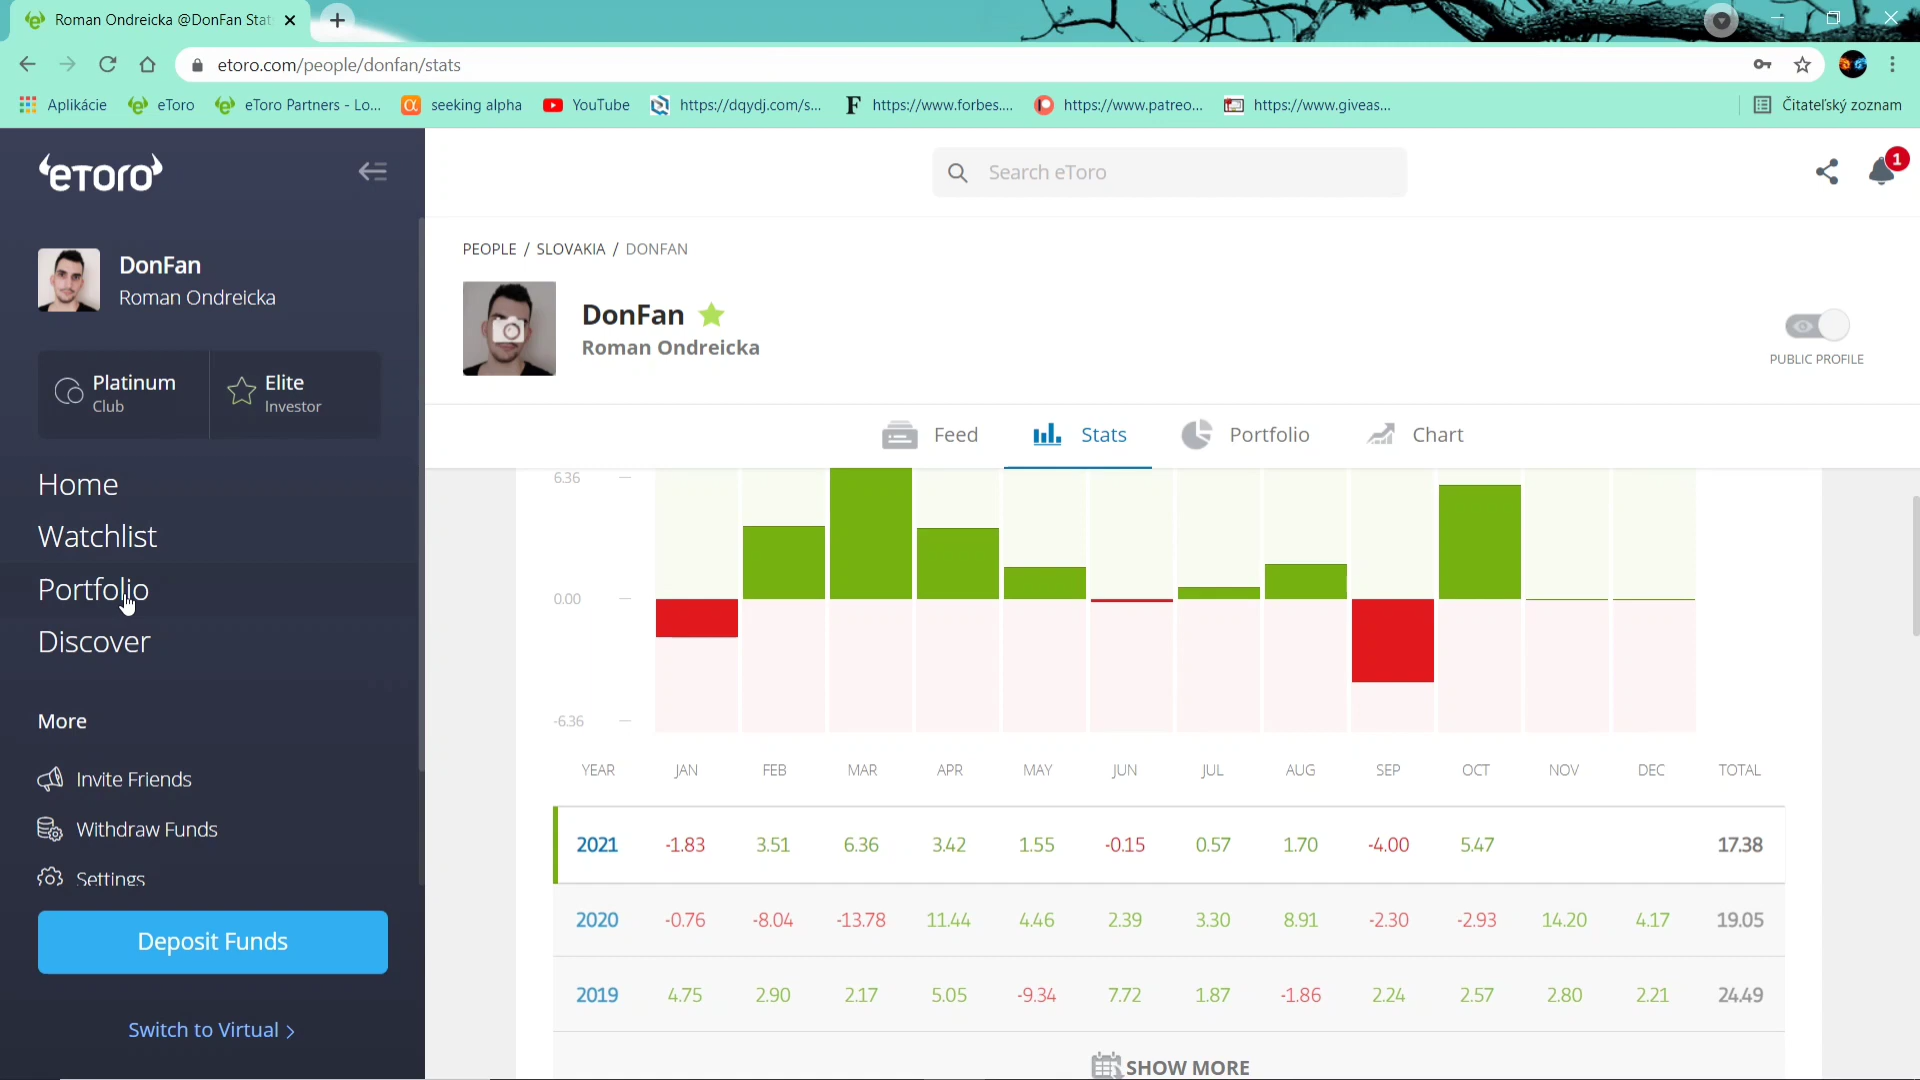 Roman Ondreicka @DonFan Stat
etoro.com/people/donfan/stats
Aplikácie
eToro
eToro Partners - Lo...
seeking alpha
YouTube
https://dqydj.com/s...
https://www.forbes....
https://www.patreo...
https://www.giveas...
Čitateľský zoznam
eToro
DonFan
Roman Ondreicka
Platinum
Club
Elite
Investor
Home
Watchlist
Portfolio
Discover
More
Invite Friends
Withdraw Funds
Settings
Deposit Funds
Switch to Virtual >
Search eToro
1
PEOPLE / SLOVAKIA / DONFAN
DonFan
Roman Ondreicka
PUBLIC PROFILE
Feed
Stats
Portfolio
Chart
6.36
0.00
-6.36
YEAR JAN FEB MAR APR MAY JUN JUL AUG SEP OCT NOV DEC TOTAL
2021 -1.83 3.51 6.36 3.42 1.55 -0.15 0.57 1.70 -4.00 5.47 17.38
2020 -0.76 -8.04 -13.78 11.44 4.46 2.39 3.30 8.91 -2.30 -2.93 14.20 4.17 19.05
2019 4.75 2.90 2.17 5.05 -9.34 7.72 1.87 -1.86 2.24 2.57 2.80 2.21 24.49
SHOW MORE